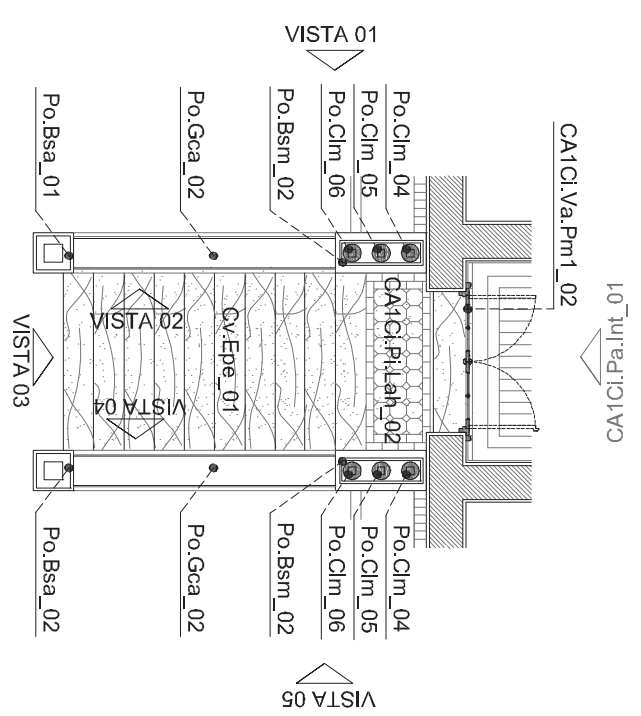 VISTA 01
Po.Bsa_01
Po.Gca_02
Po.Bsm_02
Po.Clm_06
Po.Clm_05
Po.Clm_04
CA1Ci.Va.Pm1_02
CA1Ci.Pa.Int_01
VISTA 02
VISTA 03
VISTA 04
Cv.Epe_01
CA1Ci.Pi.Lah_02
Po.Bsa_02
Po.Gca_02
Po.Bsm_02
Po.Clm_06
Po.Clm_05
Po.Clm_04
VISTA 05